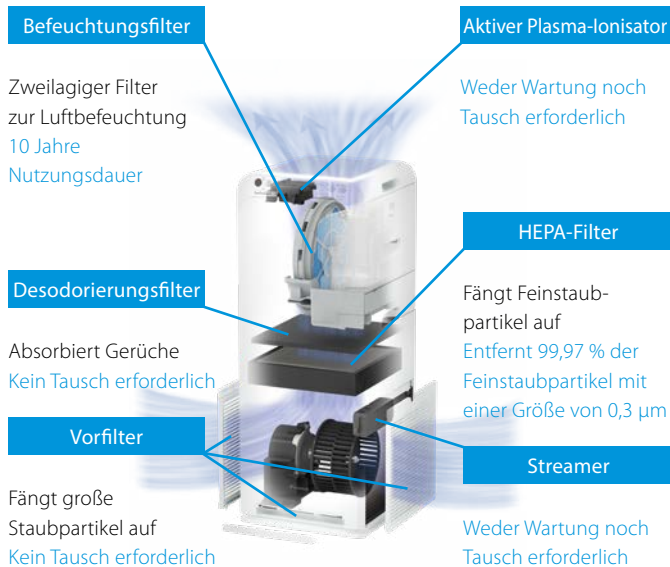 Befeuchtungsfilter
Zweilagiger Filter
zur Luftbefeuchtung
10 Jahre
Nutzungsdauer
Desodorierungsfilter
Absorbiert Gerüche
Kein Tausch erforderlich
Vorfilter
Fängt große
Staubpartikel auf
Kein Tausch erforderlich
Aktiver Plasma-Ionisator
Weder Wartung noch
Tausch erforderlich
HEPA-Filter
Fängt Feinstaub-
partikel auf
Entfernt 99,97 % der
Feinstaubpartikel mit
einer Größe von 0,3 µm
Streamer
Weder Wartung noch
Tausch erforderlich